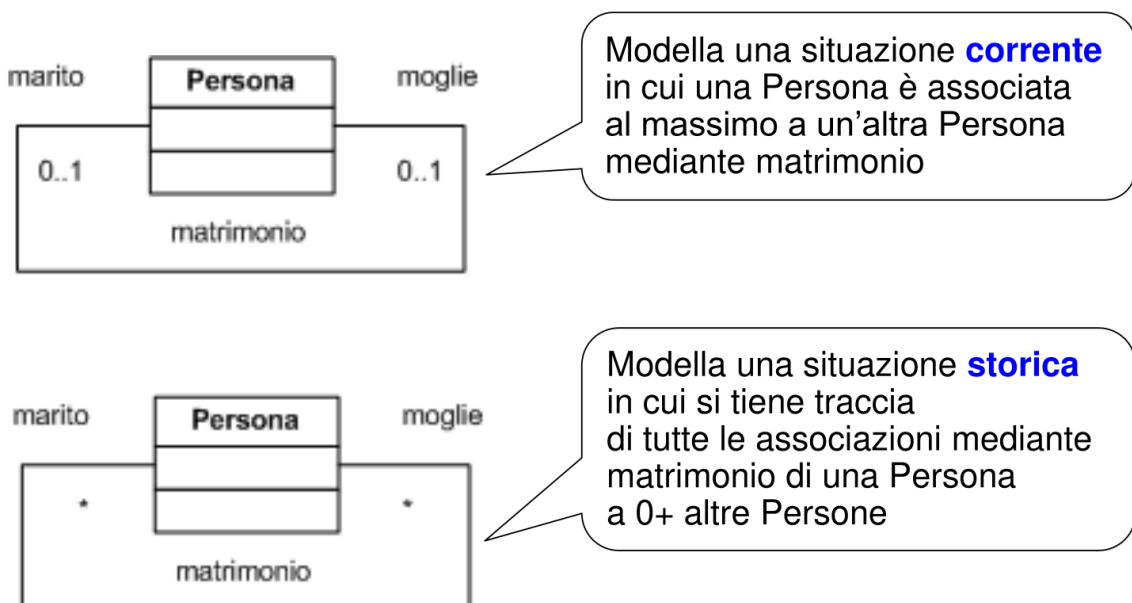 marito
Persona
moglie
0..1
0..1
matrimonio
Modella una situazione corrente
in cui una Persona è associata
al massimo a un’altra Persona
mediante matrimonio
marito
Persona
moglie
*
*
matrimonio
Modella una situazione storica
in cui si tiene traccia
di tutte le associazioni mediante
matrimonio di una Persona
a 0+ altre Persone